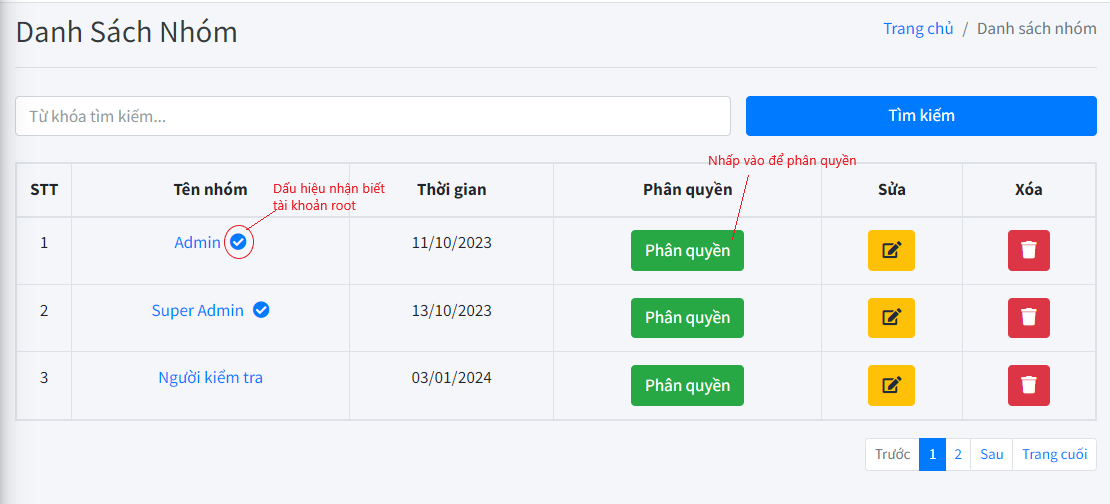 Danh Sách Nhóm
Trang chủ / Danh sách nhóm
Từ khóa tìm kiếm...
Tìm kiếm
Nhấp vào để phân quyền
STT Tên nhóm Thời gian Phân quyền Sửa Xóa
Dấu hiệu nhận biết
tài khoản root
1 Admin 11/10/2023 Phân quyền
2 Super Admin 13/10/2023 Phân quyền
3 Người kiểm tra 03/01/2024 Phân quyền
Trước 1 2 Sau Trang cuối